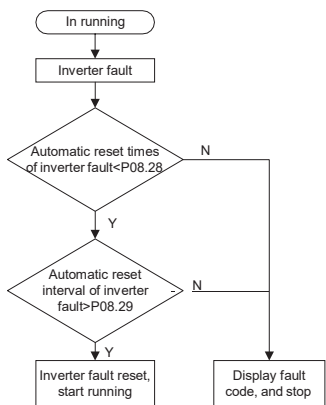 In running
Inverter fault
Automatic reset times
of inverter fault<P08.28
N
Y
Automatic reset
interval of inverter
fault>P08.29
N
Y
Inverter fault reset,
start running
Display fault
code, and stop